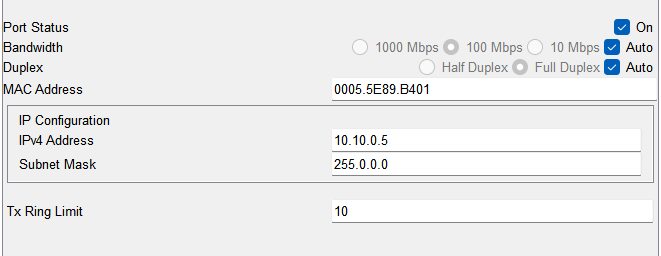 Port Status On
Bandwidth 1000 Mbps 100 Mbps 10 Mbps Auto
Duplex Half Duplex Full Duplex Auto
MAC Address 0005.5E89.B401
IP Configuration
IPv4 Address 10.10.0.5
Subnet Mask 255.0.0.0
Tx Ring Limit 10